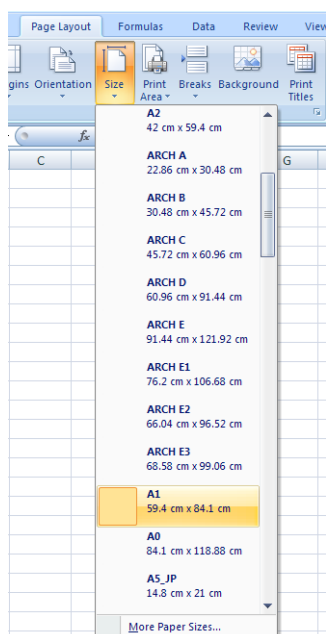 Page Layout Formulas Data Review View
gins Orientation Size Print Area Breaks Background Print Titles
fx
C G
A2
42 cm x 59.4 cm
ARCH A
22.86 cm x 30.48 cm
ARCH B
30.48 cm x 45.72 cm
ARCH C
45.72 cm x 60.96 cm
ARCH D
60.96 cm x 91.44 cm
ARCH E
91.44 cm x 121.92 cm
ARCH E1
76.2 cm x 106.68 cm
ARCH E2
66.04 cm x 96.52 cm
ARCH E3
68.58 cm x 99.06 cm
A1
59.4 cm x 84.1 cm
A0
84.1 cm x 118.88 cm
A5_JP
14.8 cm x 21 cm
More Paper Sizes...